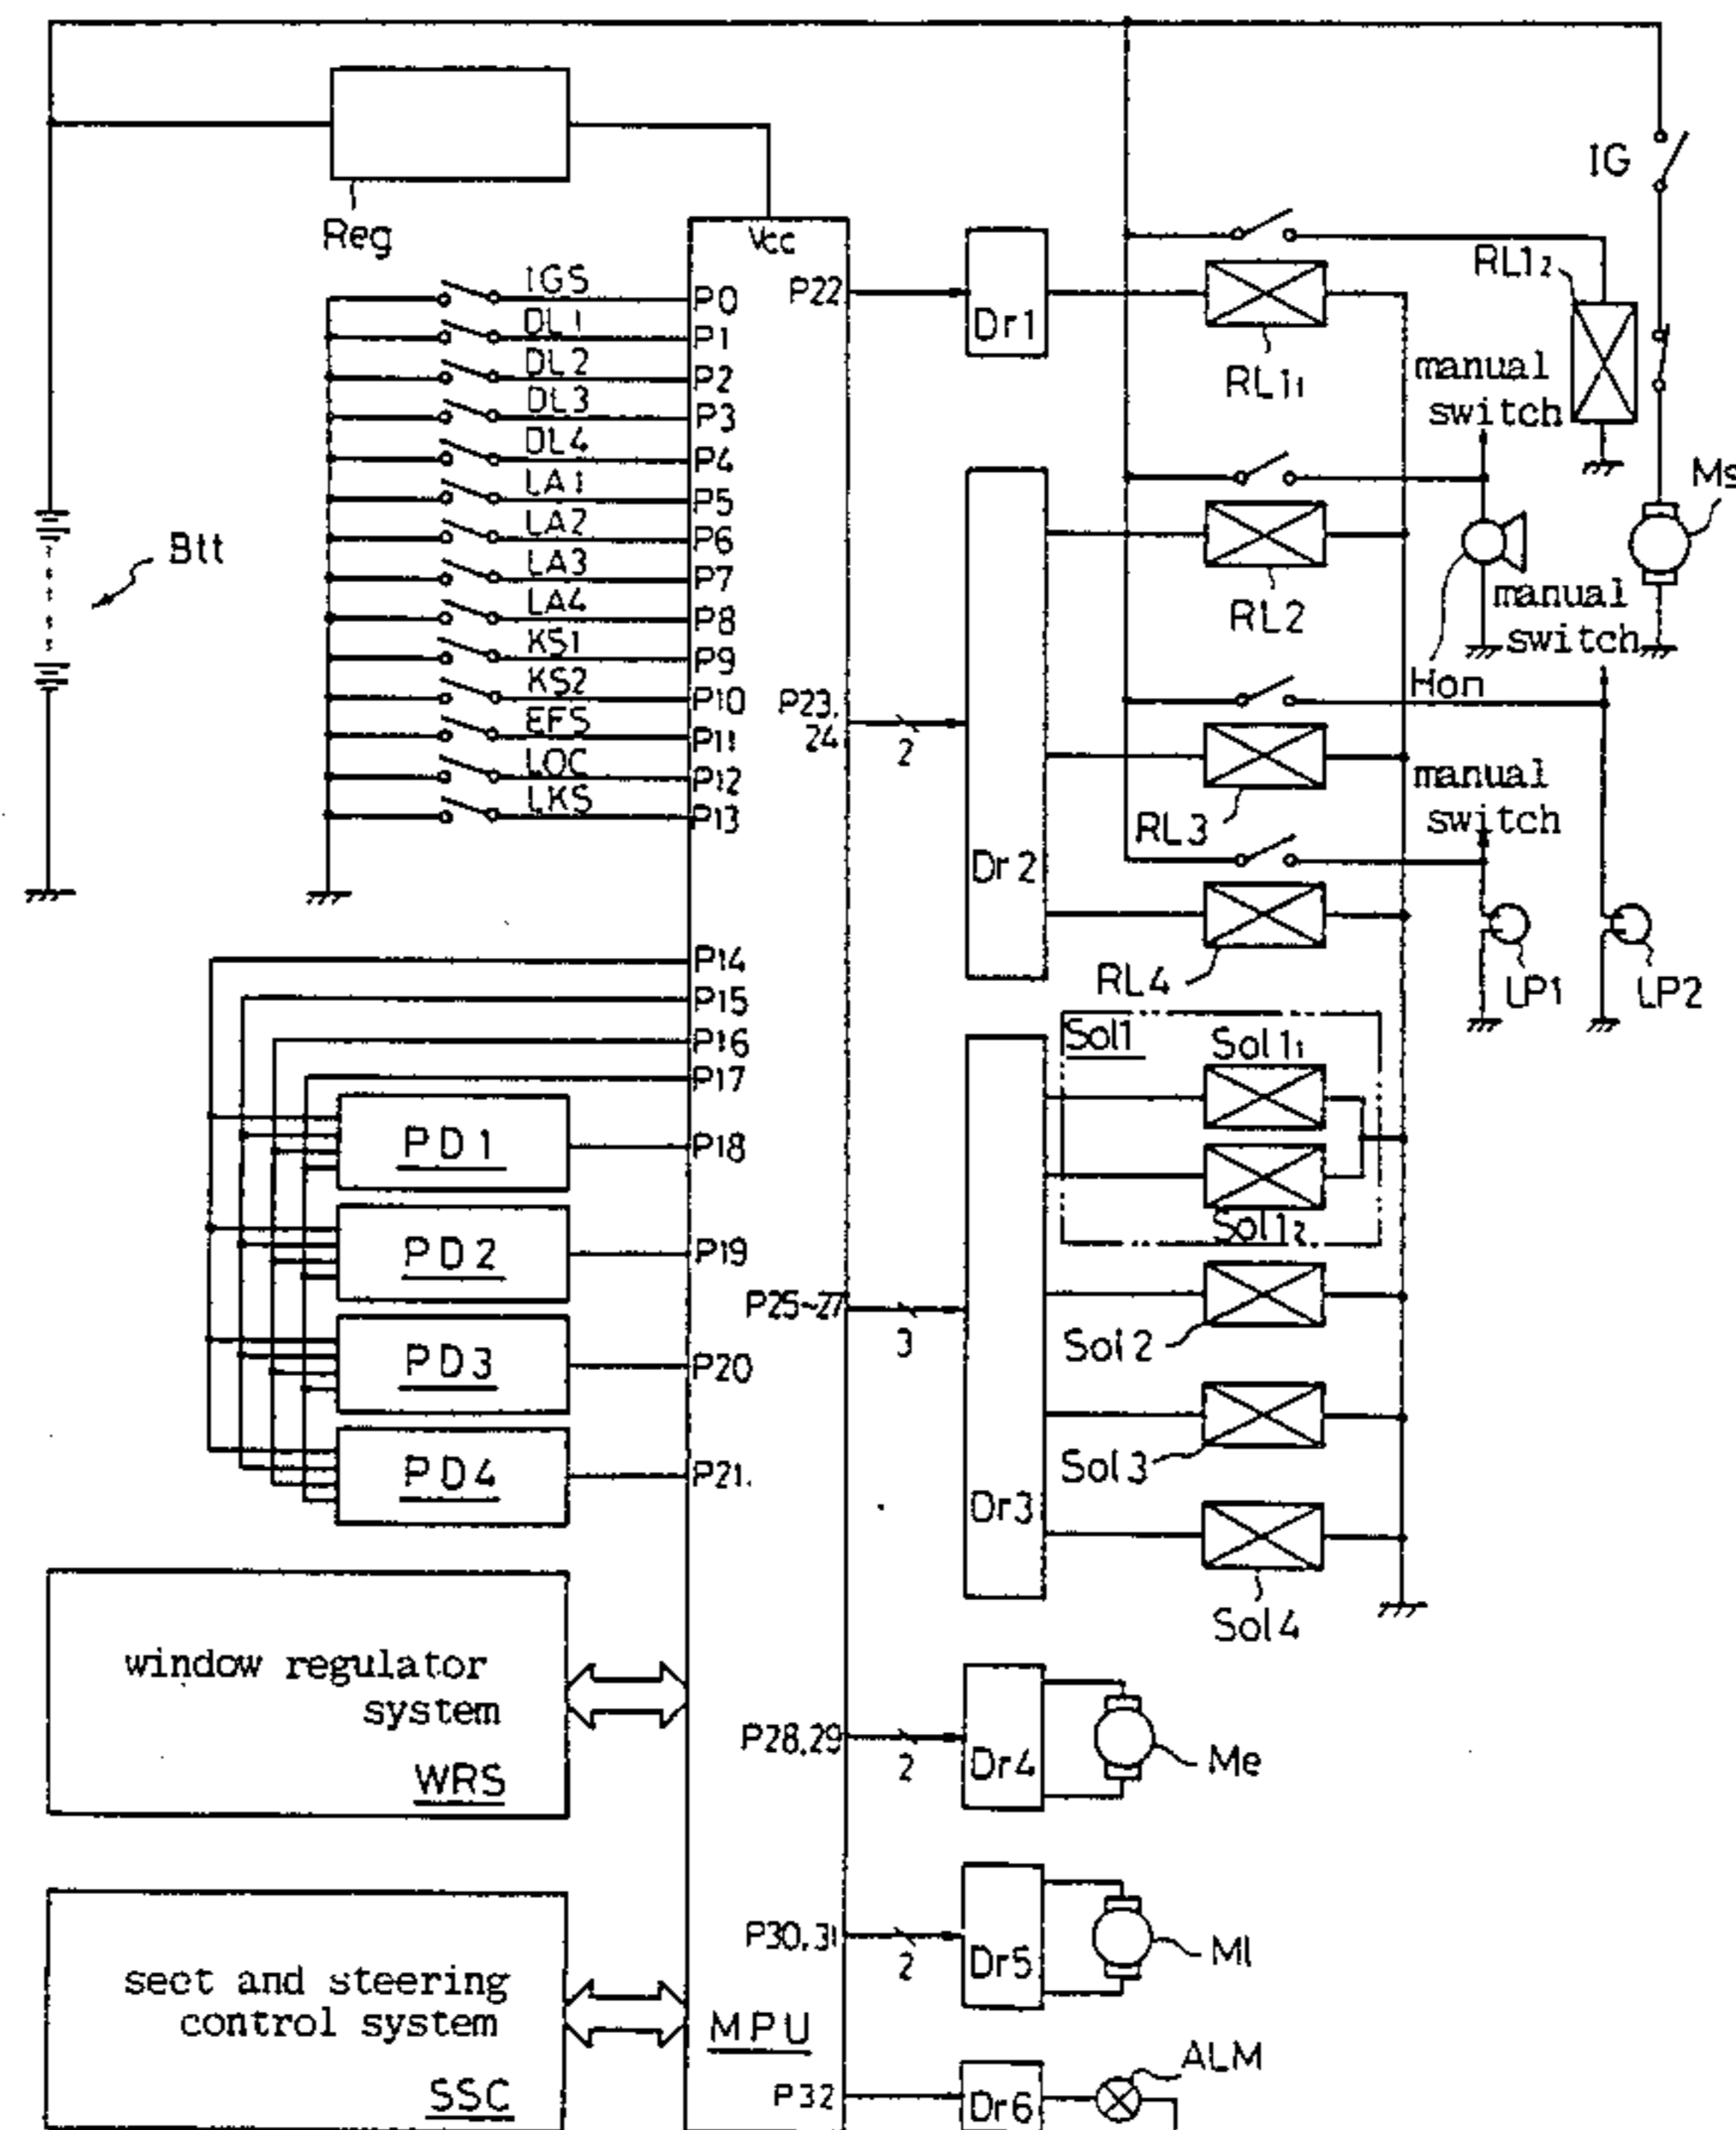 Reg
Btt
IGS
DL1
DL2
DL3
DL4
LA1
LA2
LA3
LA4
KS1
KS2
EFS
LOC
LKS
Vcc
P0
P1
P2
P3
P4
P5
P6
P7
P8
P9
P10
P11
P12
P13
P14
P15
P16
P17
P18
P19
P20
P21.
PD1
PD2
PD3
PD4
window regulator
system
WRS
sect and steering
control system
SSC
MPU
P22
P23.
24
2
P25~27
3
P28.29
2
P30.31
2
P32
Dr1
Dr2
Dr3
Dr4
Dr5
Dr6
RL11
RL12
RL2
RL3
RL4
IG
manual
switch
Ms
manual
switch
Hon
manual
switch
LP1
LP2
Sol1
Sol11
Sol12
Sol2
Sol3
Sol4
Me
Ml
ALM